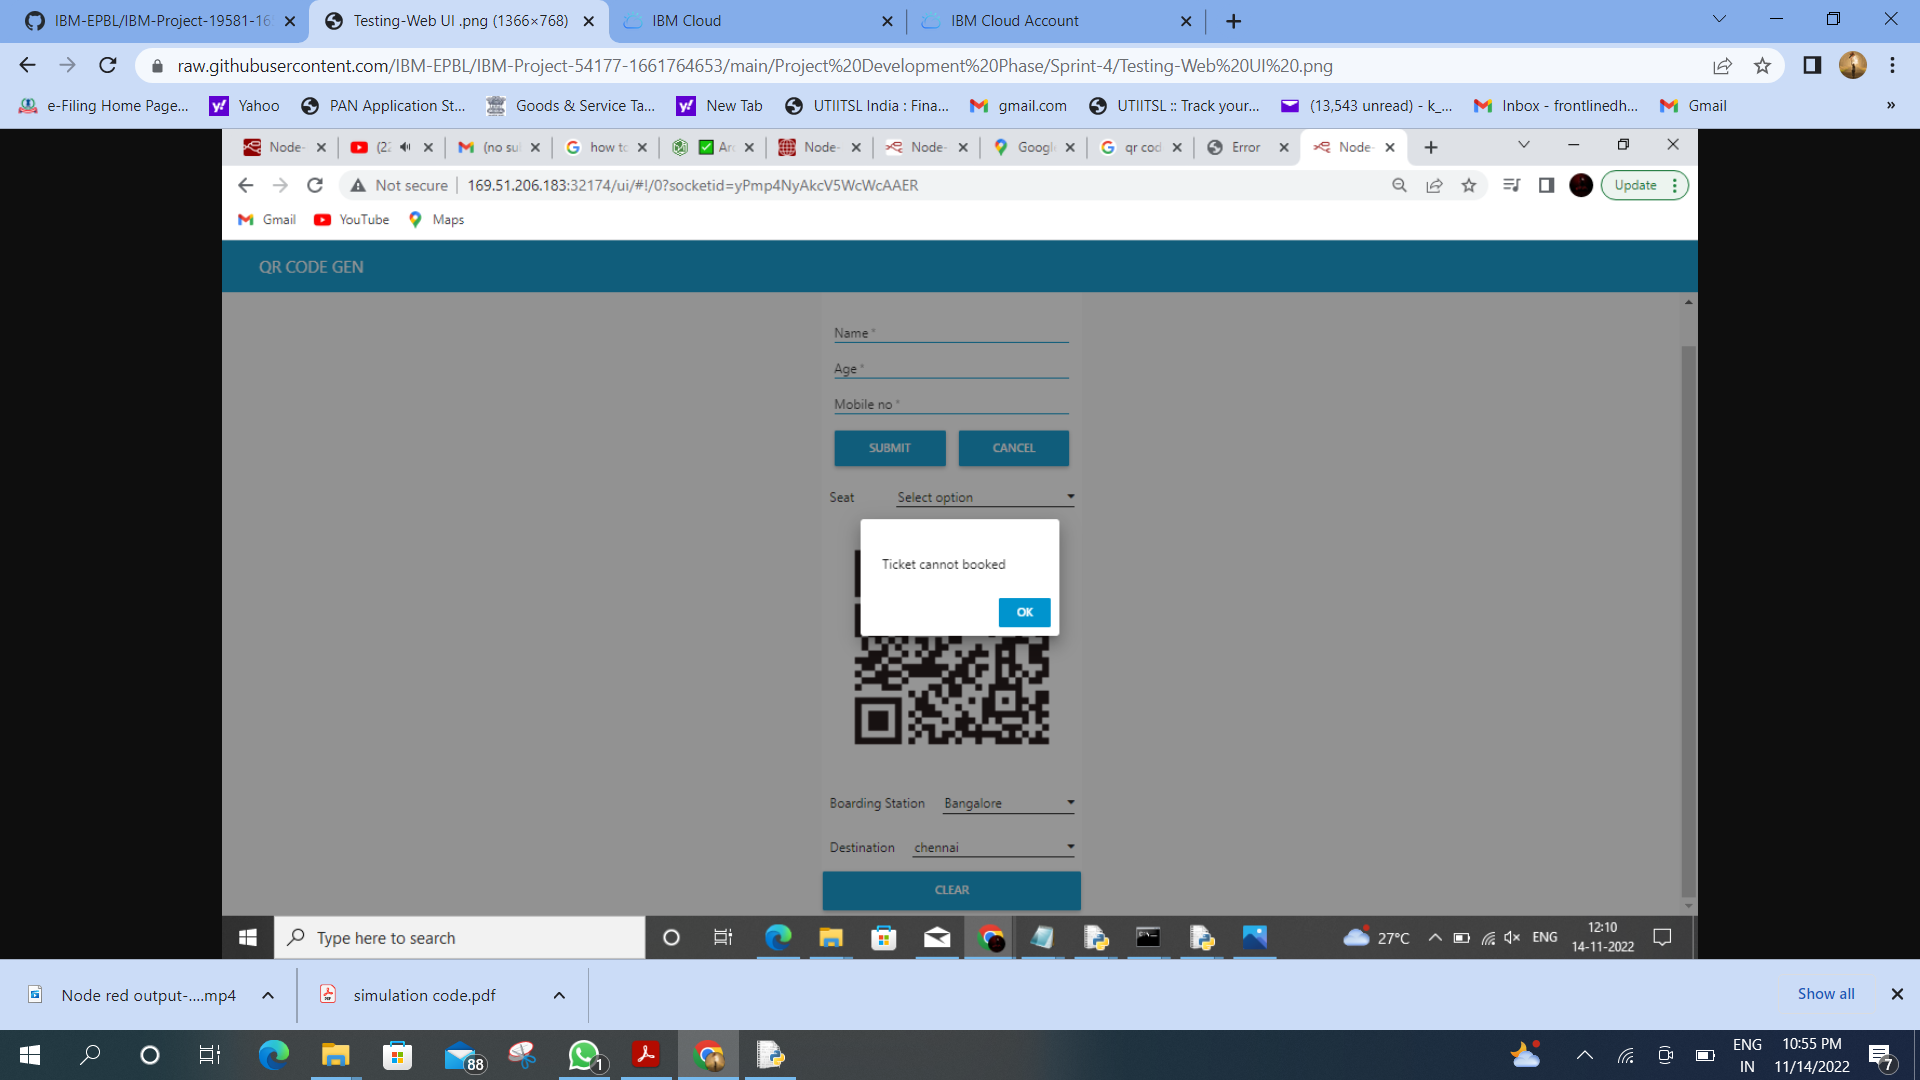 IBM-EPBL/IBM-Project-19581-16
Testing-Web UI .png (1366×768)
IBM Cloud
IBM Cloud Account
raw.githubusercontent.com/IBM-EPBL/IBM-Project-54177-1661764653/main/Project%20Development%20Phase/Sprint-4/Testing-Web%20UI%20.png
e-Filing Home Page...
Yahoo
PAN Application St...
Goods & Service Ta...
New Tab
UTIITSL India : Fina...
gmail.com
UTIITSL :: Track your...
(13,543 unread) - k_...
Inbox - frontlinedh...
Gmail
»
Node-
(22
(no su
how to
Arc
Node-
Node-
Google
qr cod
Error
Node-
Not secure
169.51.206.183:32174/ui/#!/0?socketid=yPmp4NyAkcV5WcWcAAER
Update
Gmail
YouTube
Maps
QR CODE GEN
Name *
Age *
Mobile no *
SUBMIT
CANCEL
Seat
Select option
Ticket cannot booked
OK
Boarding Station
Bangalore
Destination
chennai
CLEAR
Type here to search
27°C
ENG
12:10
14-11-2022
Node red output-....mp4
simulation code.pdf
Show all
88
1
ENG
IN
10:55 PM
11/14/2022
7